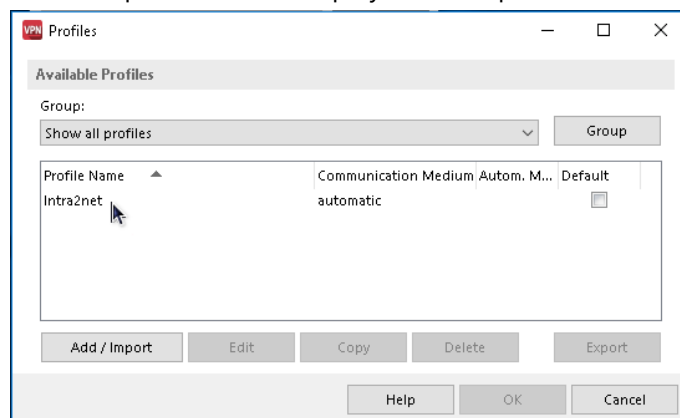 VPN Profiles
Available Profiles
Group:
Show all profiles Group
Profile Name Communication Medium Autom. M... Default
Intra2net automatic
Add / Import Edit Copy Delete Export
Help OK Cancel